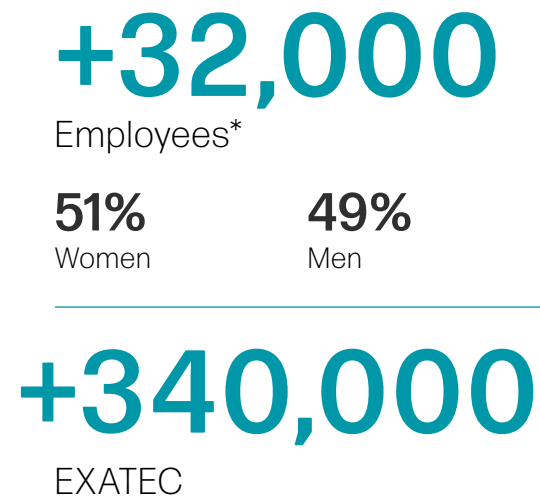 +32,000
Employees*
51% 49%
Women Men
+340,000
EXATEC